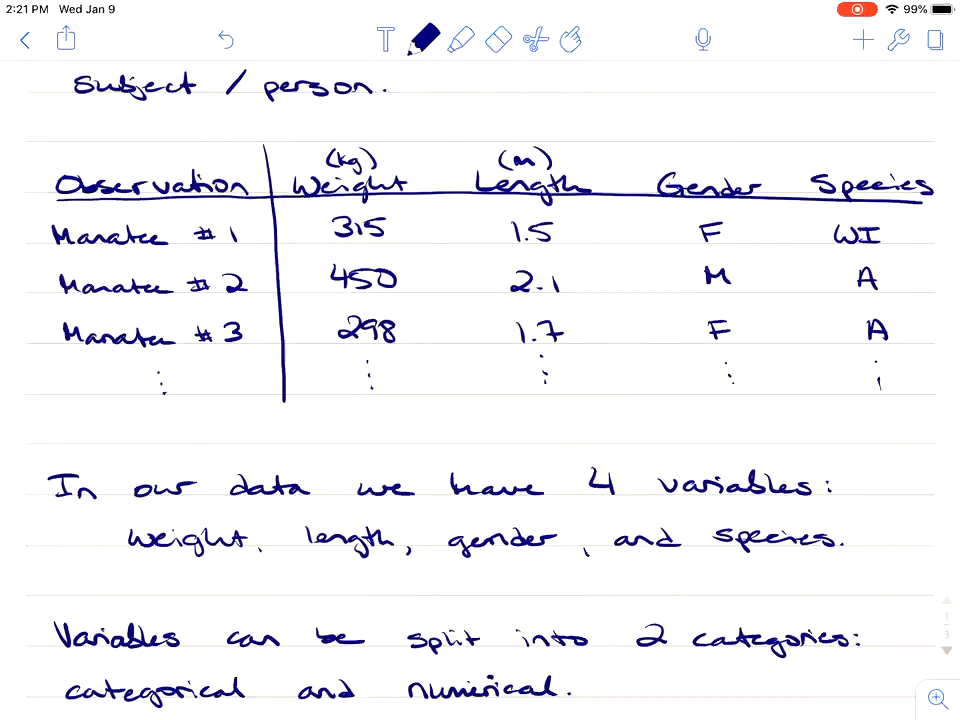 2:21 PM Wed Jan 9 99%
T
Subject / person.
(kg) (m)
Observation Weight Length Gender Species
Manatee # 1 315 1.5 F WI
Manatee # 2 450 2.1 M A
Manatee # 3 298 1.7 F A
In our data we have 4 variables:
weight, length, gender, and species.
Variables can be split into 2 categories:
categorical and numerical.